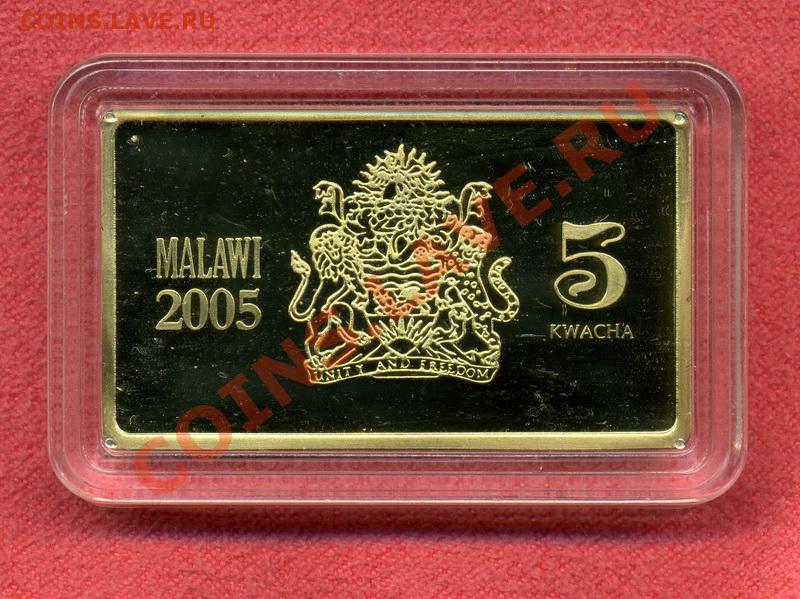 COINS.LAVE.RU
MALAWI
2005
5
KWACHA
UNITY AND FREEDOM
COINS.LAVE.RU